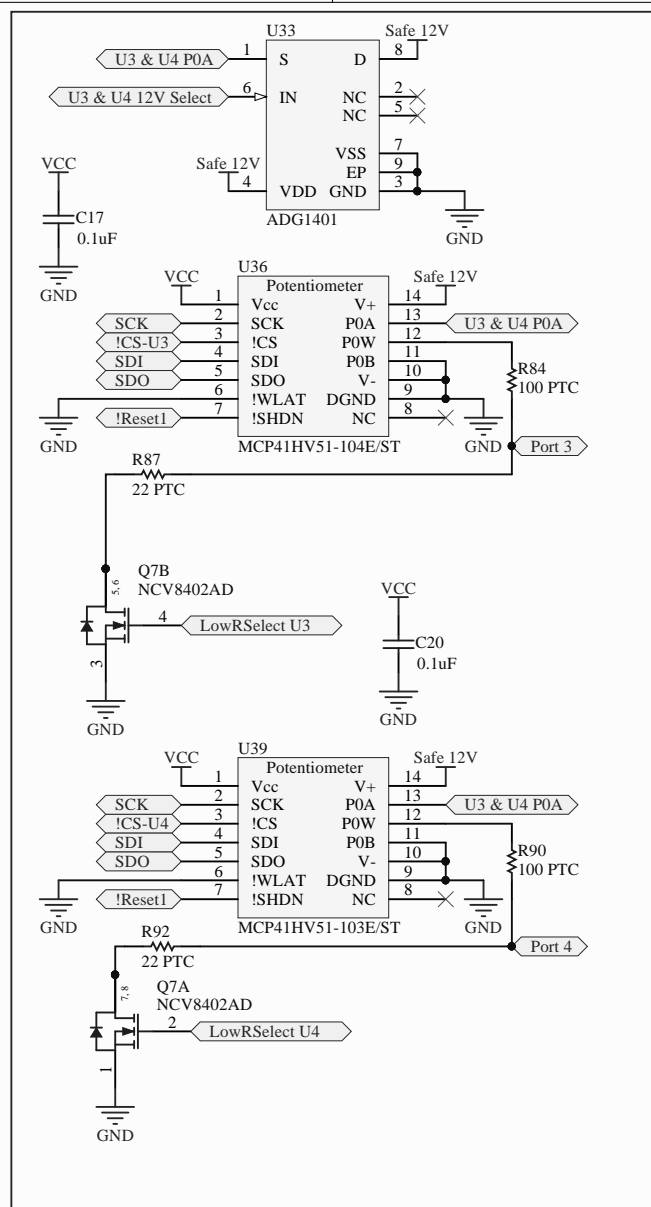 U33
Safe 12V
U3 & U4 P0A 1 S D 8
U3 & U4 12V Select 6 IN NC 2
NC 5
VSS 7
EP 9
Safe 12V 4 VDD GND 3
ADG1401
GND
VCC
C17
0.1uF
GND
U36
Potentiometer
VCC Safe 12V
1 Vcc V+ 14
SCK 2 SCK P0A 13 U3 & U4 P0A
!CS-U3 3 !CS P0W 12
SDI 4 SDI P0B 11
SDO 5 SDO V- 10
6 !WLAT DGND 9
!Reset1 7 !SHDN NC 8
GND GND
MCP41HV51-104E/ST
R84
100 PTC
Port 3
R87
22 PTC
Q7B
NCV8402AD
5, 6
4 LowRSelect U3
3
GND
VCC
C20
0.1uF
GND
U39
Potentiometer
VCC Safe 12V
1 Vcc V+ 14
SCK 2 SCK P0A 13 U3 & U4 P0A
!CS-U4 3 !CS P0W 12
SDI 4 SDI P0B 11
SDO 5 SDO V- 10
6 !WLAT DGND 9
!Reset1 7 !SHDN NC 8
GND GND
MCP41HV51-103E/ST
R90
100 PTC
Port 4
R92
22 PTC
Q7A
NCV8402AD
7, 8
2 LowRSelect U4
1
GND